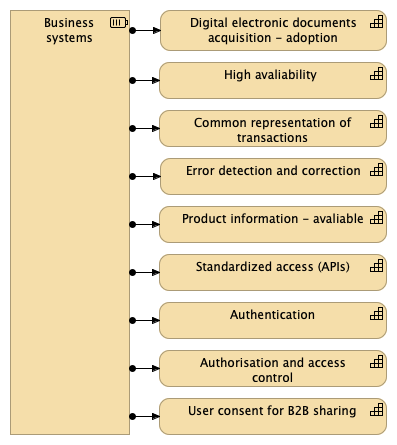 Business
systems
Digital electronic documents
acquisition – adoption
High avaliability
Common representation of
transactions
Error detection and correction
Product information – avaliable
Standardized access (APIs)
Authentication
Authorisation and access
control
User consent for B2B sharing